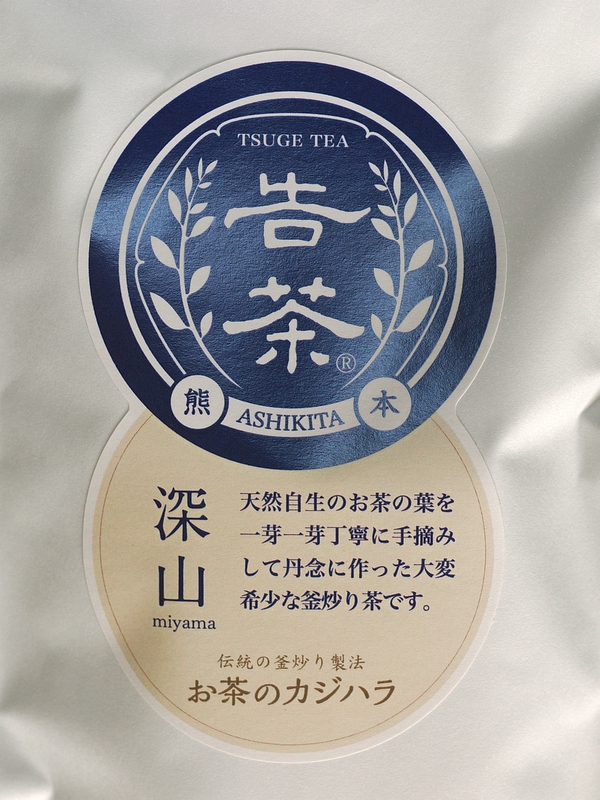 TSUGE TEA
告
茶®
熊 ASHIKITA 本
深山
miyama
天然自生のお茶の葉を
一芽一芽丁寧に手摘み
して丹念に作った大変
希少な釜炒り茶です。
伝統の釜炒り製法
お茶のカジハラ